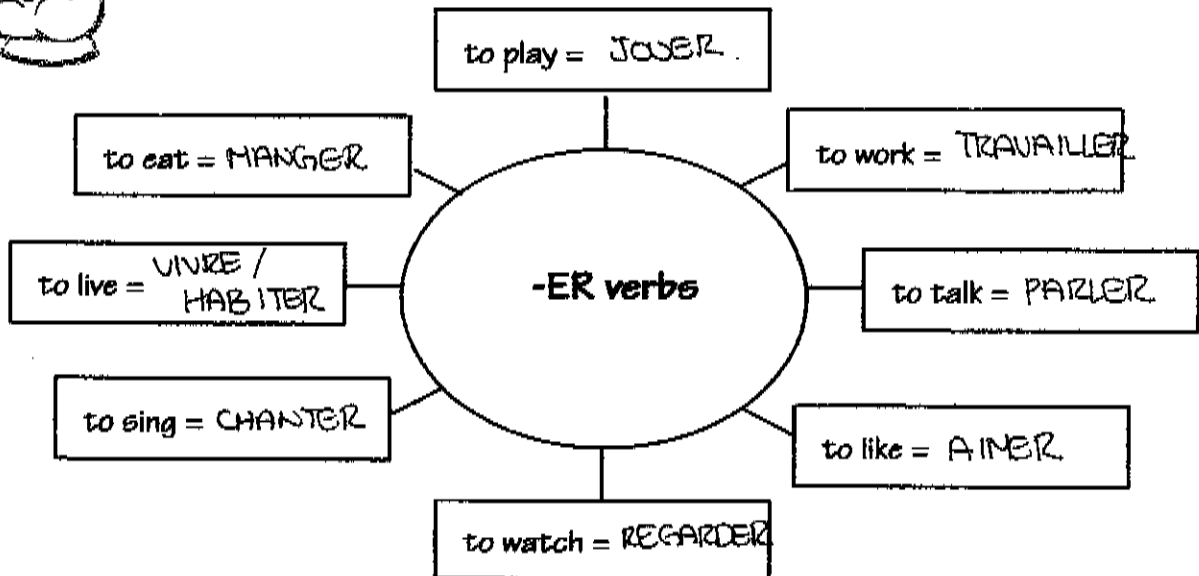 to play = JOUER.
to eat = MANGER
to work = TRAVAILLER
to live = VIVRE /
HABITER
-ER verbs
to talk = PARLER
to sing = CHANTER
to like = AIMER
to watch = REGARDER